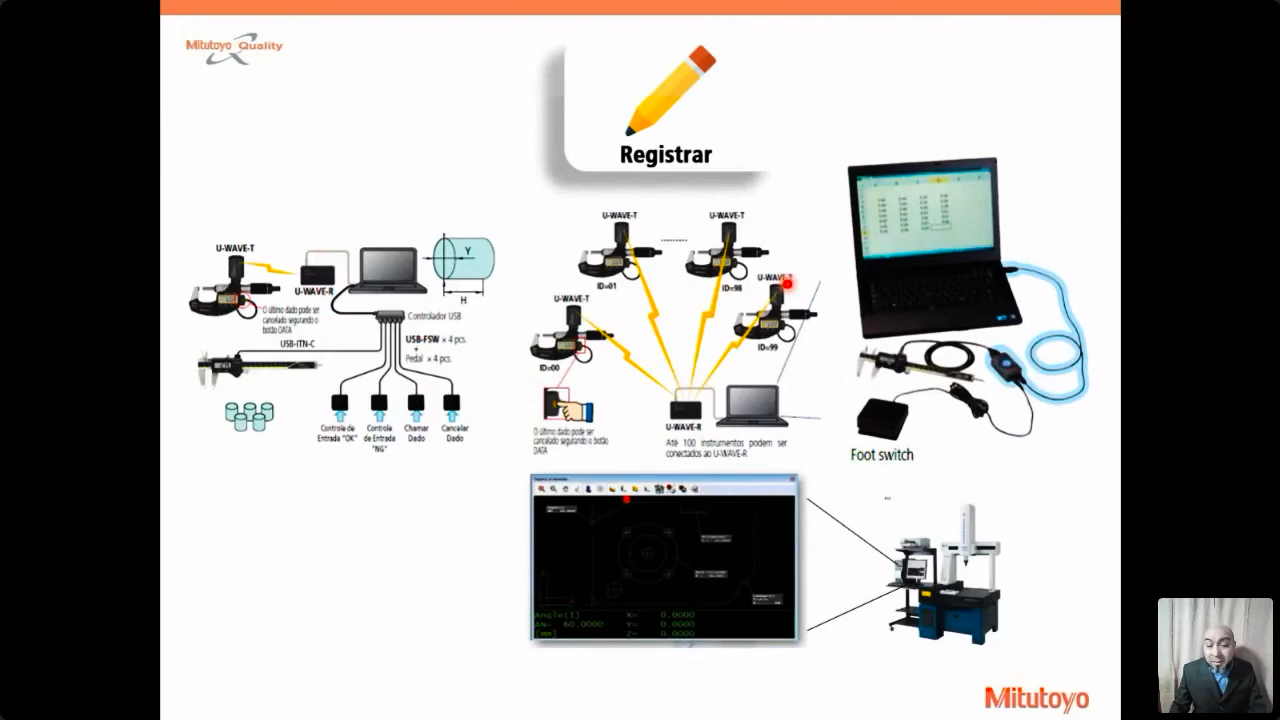 Mitutoyo Quality
Registrar
U-WAVE-T
U-WAVE-R
O último dado pode ser
cancelado segurando o
botão DATA
USB-ITN-C
Y
H
Controlador USB
USB-FSW x 4 pcs.
+
Pedal x 4 pcs.
Controle de
Entrada "OK"
Controle
de Entrada
"NG"
Chamar
Dado
Cancelar
Dado
U-WAVE-T
U-WAVE-T
ID=01
ID=98
U-WAVE-T
U-WAVE-T
ID=00
ID=99
O último dado pode ser
cancelado segurando o botão
DATA
U-WAVE-R
Até 100 instrumentos podem ser
conectados ao U-WAVE-R
Foot switch
Angle(1)
AN= 60.0000
[mm]
X= 0.0000
Y= 0.0000
Z= 0.0000
Mitutoyo